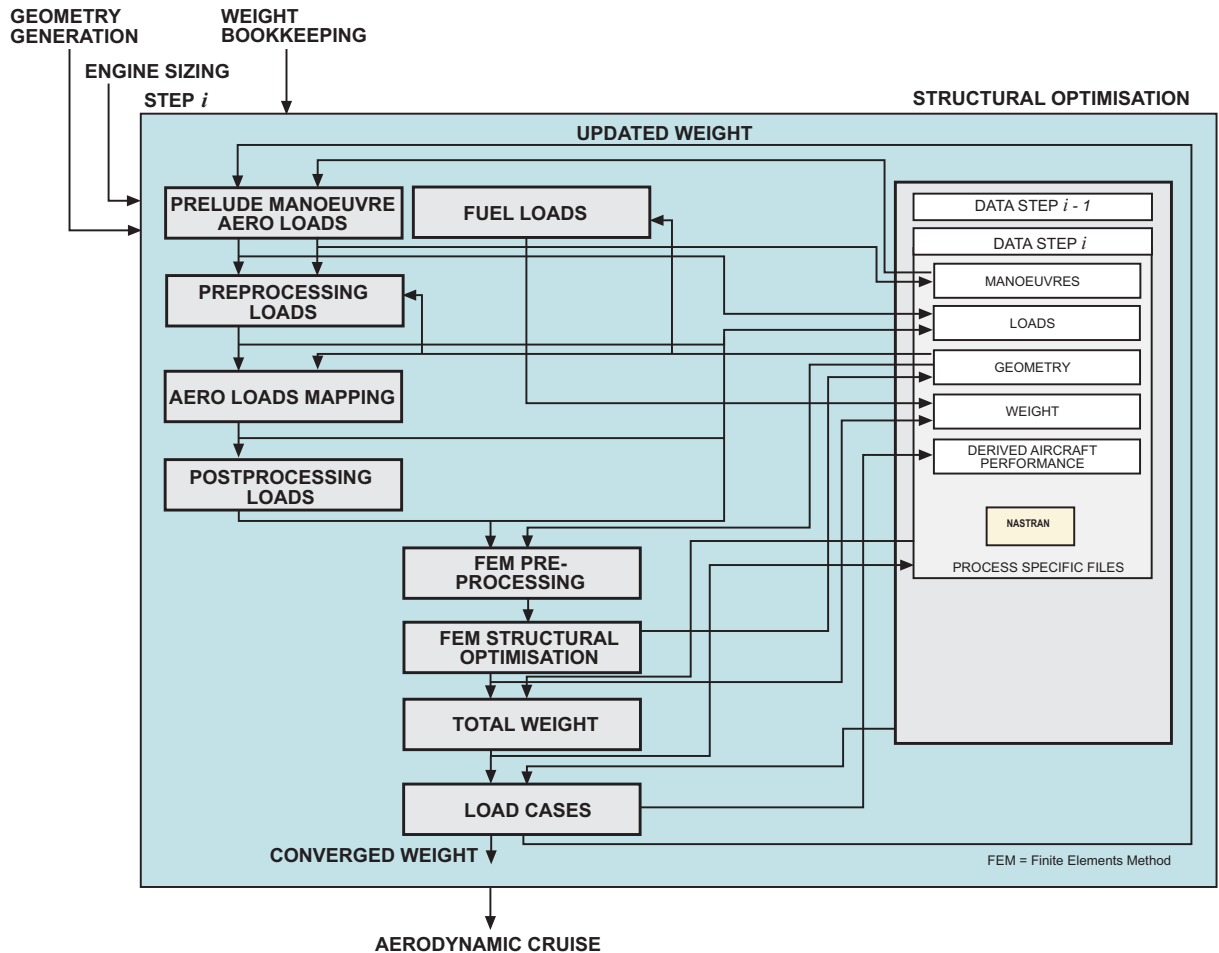 GEOMETRY
GENERATION
WEIGHT
BOOKKEEPING
ENGINE SIZING
STEP i
STRUCTURAL OPTIMISATION
UPDATED WEIGHT
PRELUDE MANOEUVRE
AERO LOADS
FUEL LOADS
DATA STEP i - 1
DATA STEP i
MANOEUVRES
PREPROCESSING
LOADS
LOADS
GEOMETRY
AERO LOADS MAPPING
WEIGHT
DERIVED AIRCRAFT
PERFORMANCE
POSTPROCESSING
LOADS
NASTRAN
PROCESS SPECIFIC FILES
FEM PRE-
PROCESSING
FEM STRUCTURAL
OPTIMISATION
TOTAL WEIGHT
LOAD CASES
CONVERGED WEIGHT
FEM = Finite Elements Method
AERODYNAMIC CRUISE